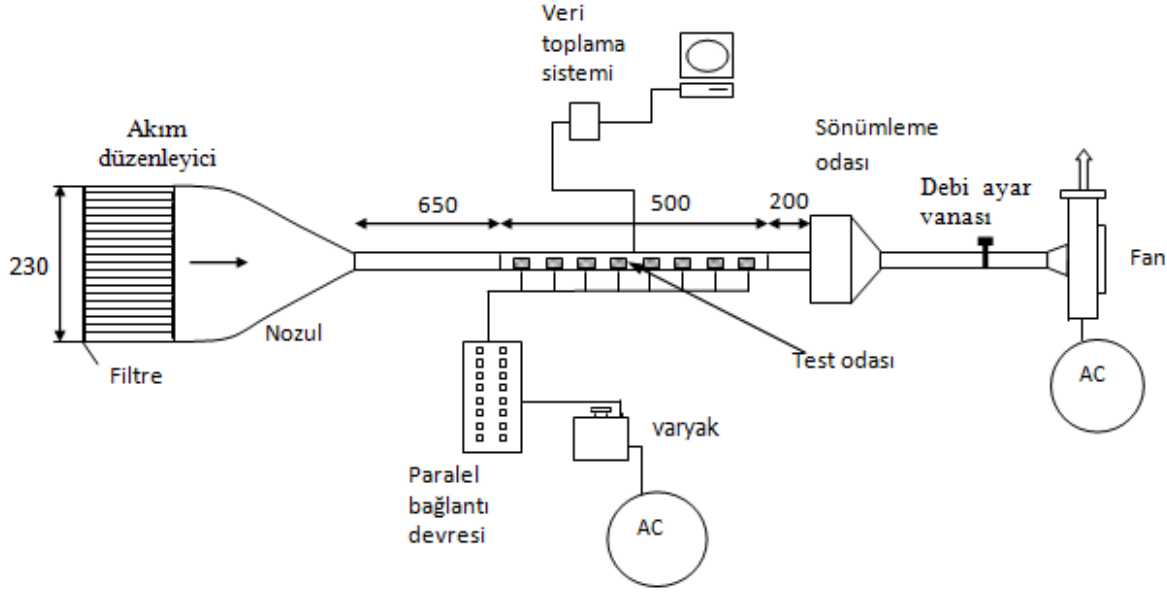 Veri
toplama
sistemi
Akım
düzenleyici
Sönümleme
odası
Debi ayar
vanası
650
500
200
230
Fan
Nozul
Filtre
Test odası
AC
varyak
Paralel
bağlantı
devresi
AC